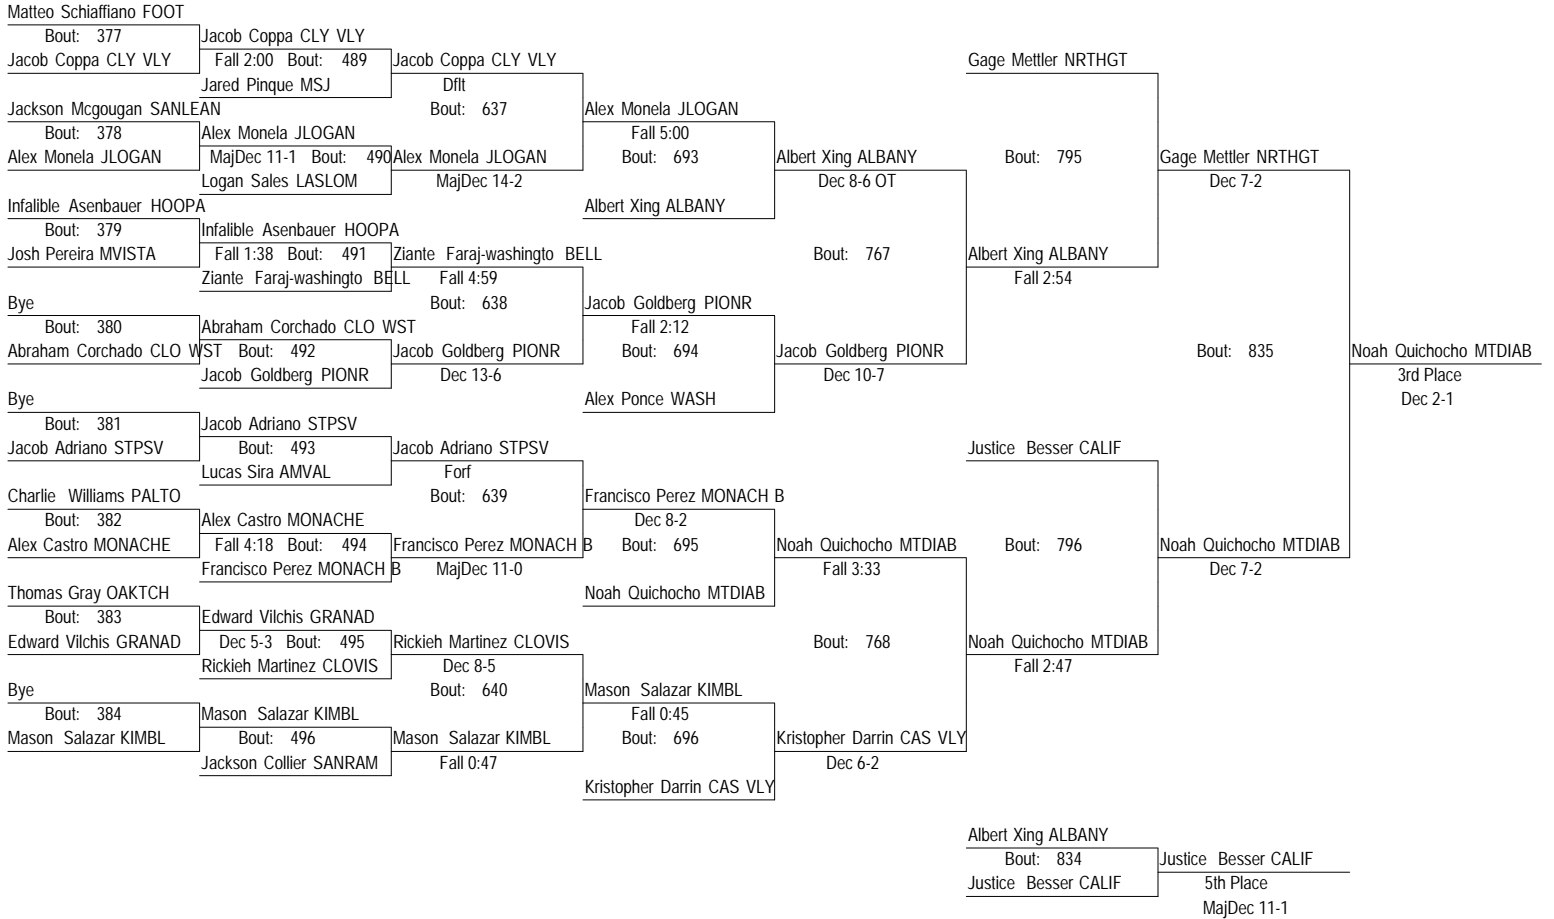 Matteo Schiaffiano FOOT
Bout: 377
Jacob Coppa CLY VLY
Jackson Mcgougan SANLEAN
Bout: 378
Alex Monela JLOGAN
Infalible Asenbauer HOOPA
Bout: 379
Josh Pereira MVISTA
Bye
Bout: 380
Abraham Corchado CLO WST
Bye
Bout: 381
Jacob Adriano STPSV
Charlie Williams PALTO
Bout: 382
Alex Castro MONACHE
Thomas Gray OAKTCH
Bout: 383
Edward Vilchis GRANAD
Bye
Bout: 384
Mason Salazar KIMBL
Jacob Coppa CLY VLY
Fall 2:00 Bout: 489
Jared Pinque MSJ
Alex Monela JLOGAN
MajDec 11-1 Bout: 490
Logan Sales LASLOM
Infalible Asenbauer HOOPA
Fall 1:38 Bout: 491
Ziante Faraj-washingto BELL
Abraham Corchado CLO WST
Bout: 492
Jacob Goldberg PIONR
Jacob Adriano STPSV
Bout: 493
Lucas Sira AMVAL
Alex Castro MONACHE
Fall 4:18 Bout: 494
Francisco Perez MONACH B
Edward Vilchis GRANAD
Dec 5-3 Bout: 495
Rickieh Martinez CLOVIS
Mason Salazar KIMBL
Bout: 496
Jackson Collier SANRAM
Jacob Coppa CLY VLY
Dflt
Bout: 637
Alex Monela JLOGAN
MajDec 14-2
Ziante Faraj-washingto BELL
Fall 4:59
Bout: 638
Jacob Goldberg PIONR
Dec 13-6
Jacob Adriano STPSV
Forf
Bout: 639
Francisco Perez MONACH B
MajDec 11-0
Rickieh Martinez CLOVIS
Dec 8-5
Bout: 640
Mason Salazar KIMBL
Fall 0:47
Alex Monela JLOGAN
Fall 5:00
Bout: 693
Albert Xing ALBANY
Jacob Goldberg PIONR
Fall 2:12
Bout: 694
Alex Ponce WASH
Francisco Perez MONACH B
Dec 8-2
Bout: 695
Noah Quichocho MTDIAB
Mason Salazar KIMBL
Fall 0:45
Bout: 696
Kristopher Darrin CAS VLY
Albert Xing ALBANY
Dec 8-6 OT
Bout: 767
Jacob Goldberg PIONR
Dec 10-7
Noah Quichocho MTDIAB
Fall 3:33
Bout: 768
Kristopher Darrin CAS VLY
Dec 6-2
Gage Mettler NRTHGT
Bout: 795
Albert Xing ALBANY
Fall 2:54
Justice Besser CALIF
Bout: 796
Noah Quichocho MTDIAB
Fall 2:47
Gage Mettler NRTHGT
Dec 7-2
Bout: 835
Noah Quichocho MTDIAB
Dec 7-2
Noah Quichocho MTDIAB
3rd Place
Dec 2-1
Albert Xing ALBANY
Bout: 834
Justice Besser CALIF
Justice Besser CALIF
5th Place
MajDec 11-1